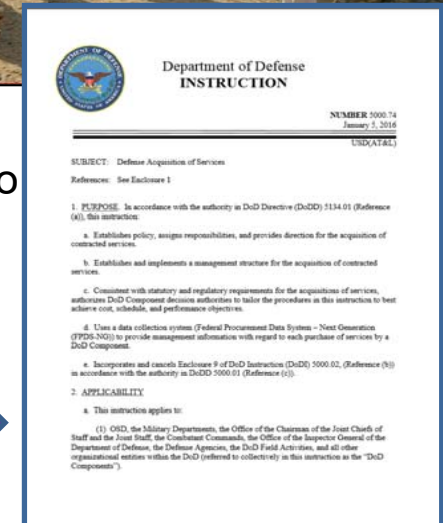 Department of Defense
INSTRUCTION
NUMBER 5000.74
January 5, 2016
USD(AT&L)
SUBJECT: Defense Acquisition of Services
References: See Enclosure 1
1. PURPOSE. In accordance with the authority in DoD Directive (DoDD) 5134.01 (Reference
(a)), this instruction:
a. Establishes policy, assigns responsibilities, and provides direction for the acquisition of
contracted services.
b. Establishes and implements a management structure for the acquisition of contracted
services.
c. Consistent with statutory and regulatory requirements for the acquisitions of services,
authorizes DoD Component decision authorities to tailor the procedures in this instruction to best
achieve cost, schedule, and performance objectives.
d. Uses a data collection system (Federal Procurement Data System – Next Generation
(FPDS-NG)) to provide management information with regard to each purchase of services by a
DoD Component.
e. Incorporates and cancels Enclosure 9 of DoD Instruction (DoDI) 5000.02, (Reference (b))
in accordance with the authority in DoDD 5000.01 (Reference (c)).
2. APPLICABILITY
a. This instruction applies to:
(1) OSD, the Military Departments, the Office of the Chairman of the Joint Chiefs of
Staff and the Joint Staff, the Combatant Commands, the Office of the Inspector General of the
Department of Defense, the Defense Agencies, the DoD Field Activities, and all other
organizational entities within the DoD (referred to collectively in this instruction as the "DoD
Components").